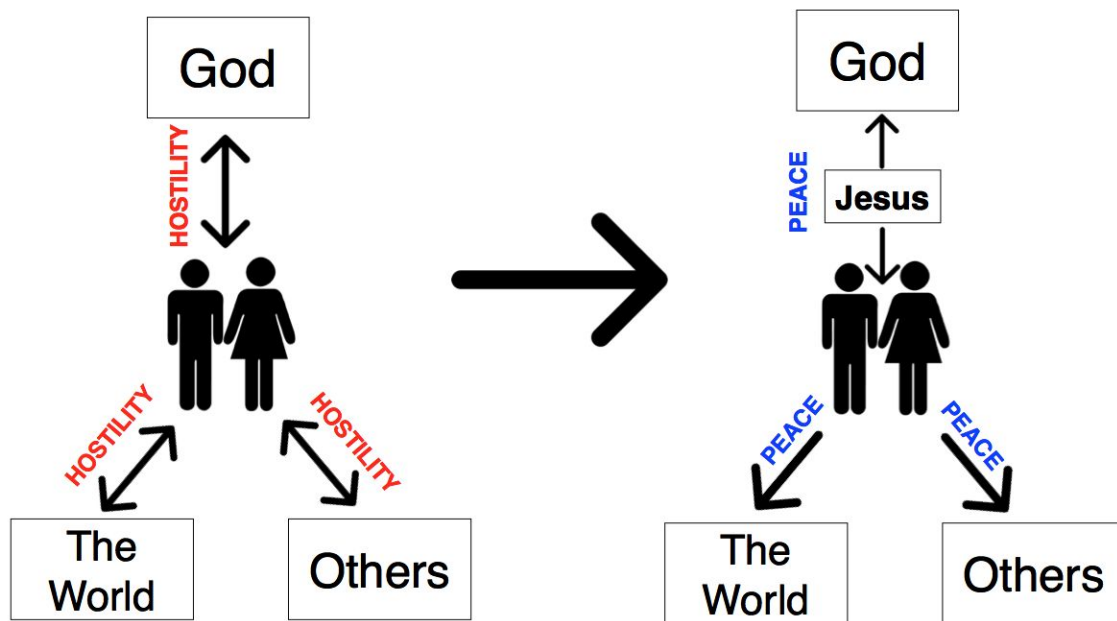 God
HOSTILITY
HOSTILITY
HOSTILITY
The
World
Others
God
PEACE
Jesus
PEACE
PEACE
The
World
Others